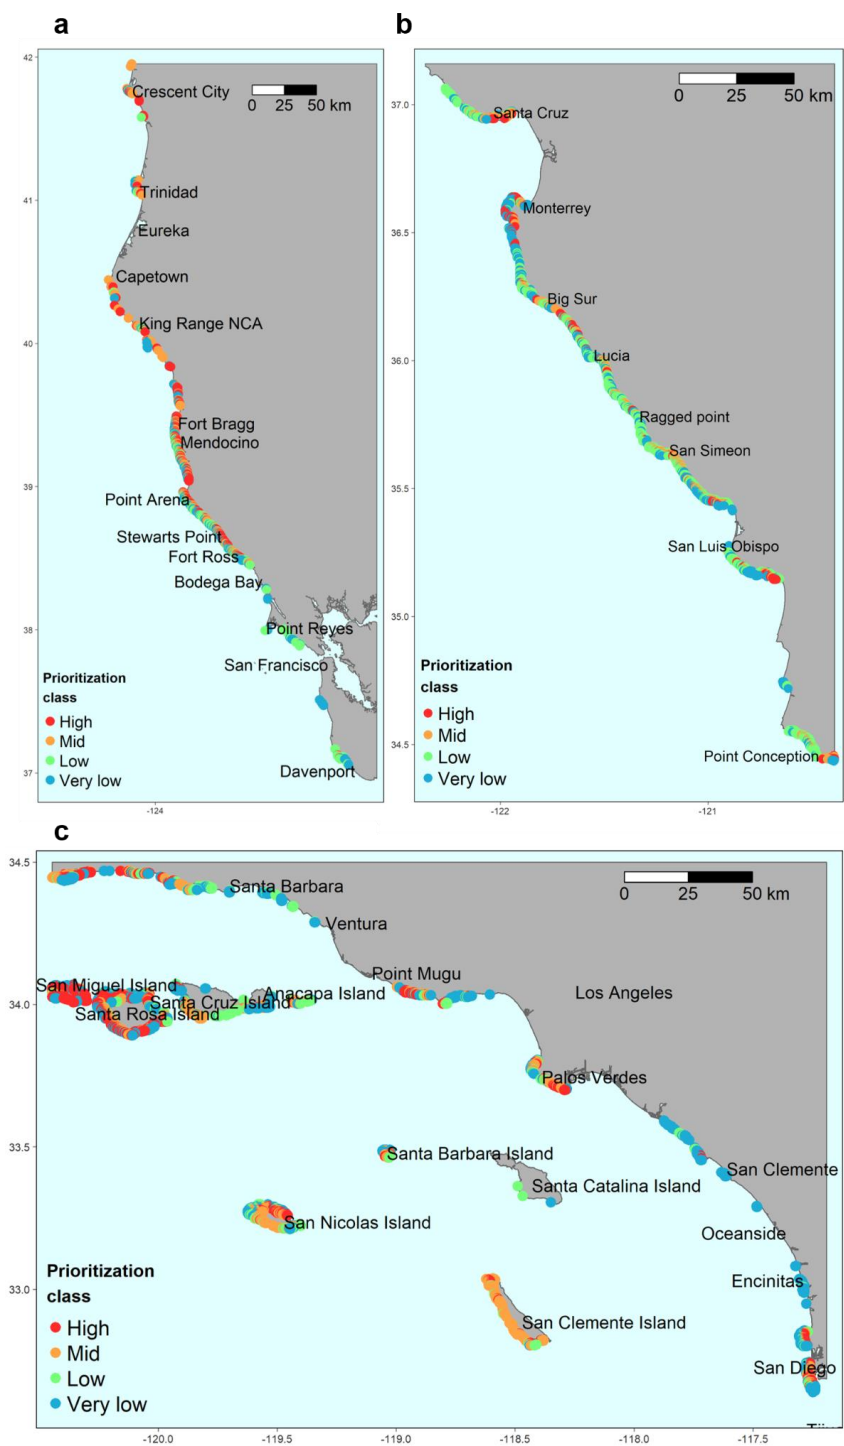 a
42
Crescent City
0 25 50 km
Trinidad
41
Eureka
Capetown
King Range NCA
40
Fort Bragg
Mendocino
39
Point Arena
Stewarts Point
Fort Ross
Bodega Bay
38
Point Reyes
San Francisco
Prioritization
class
High
Mid
Low
Very low
37
Davenport
-124
b
0 25 50 km
37.0
Santa Cruz
Monterrey
36.5
Big Sur
36.0
Lucia
Ragged point
San Simeon
35.5
San Luis Obispo
35.0
Prioritization
class
High
Mid
Low
Very low
34.5
Point Conception
-122
-121
c
34.5
0 25 50 km
Santa Barbara
Ventura
Point Mugu
San Miguel Island
Anacapa Island
Los Angeles
34.0
Santa Cruz Island
Santa Rosa Island
Palos Verdes
33.5
Santa Barbara Island
San Clemente
Santa Catalina Island
San Nicolas Island
Oceanside
33.0
Encinitas
Prioritization
class
High
Mid
Low
Very low
San Clemente Island
San Diego
-120.0
-119.5
-119.0
-118.5
-118.0
-117.5